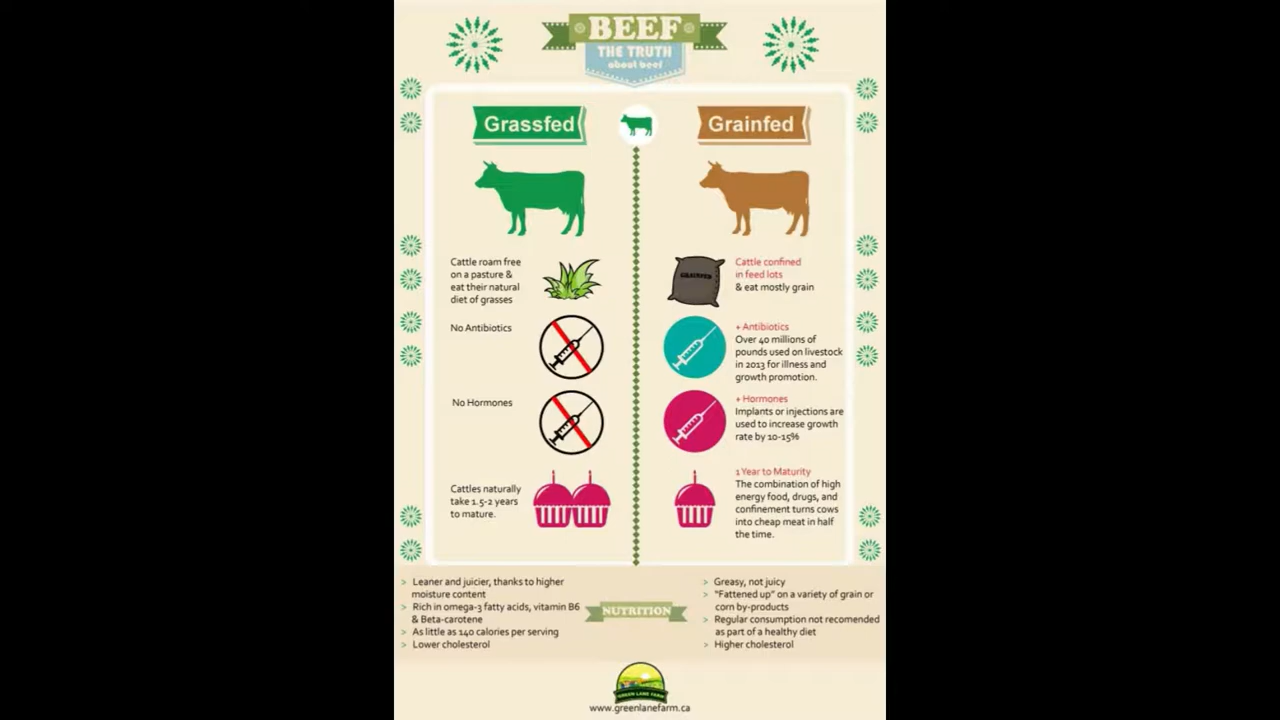 BEEF
THE TRUTH
about beef
Grassfed
Grainfed
Cattle roam free
on a pasture &
eat their natural
diet of grasses
GRAINFED
Cattle confined
in feed lots
& eat mostly grain
No Antibiotics
+ Antibiotics
Over 40 millions of
pounds used on livestock
in 2013 for illness and
growth promotion.
No Hormones
+ Hormones
Implants or injections are
used to increase growth
rate by 10-15%
Cattles naturally
take 1.5-2 years
to mature.
1 Year to Maturity
The combination of high
energy food, drugs, and
confinement turns cows
into cheap meat in half
the time.
NUTRITION
> Leaner and juicier, thanks to higher
moisture content
> Rich in omega-3 fatty acids, vitamin B6
& Beta-carotene
> As little as 140 calories per serving
> Lower cholesterol
> Greasy, not juicy
> "Fattened up" on a variety of grain or
corn by-products
> Regular consumption not recomended
as part of a healthy diet
> Higher cholesterol
GREEN LANE FARM
www.greenlanefarm.ca